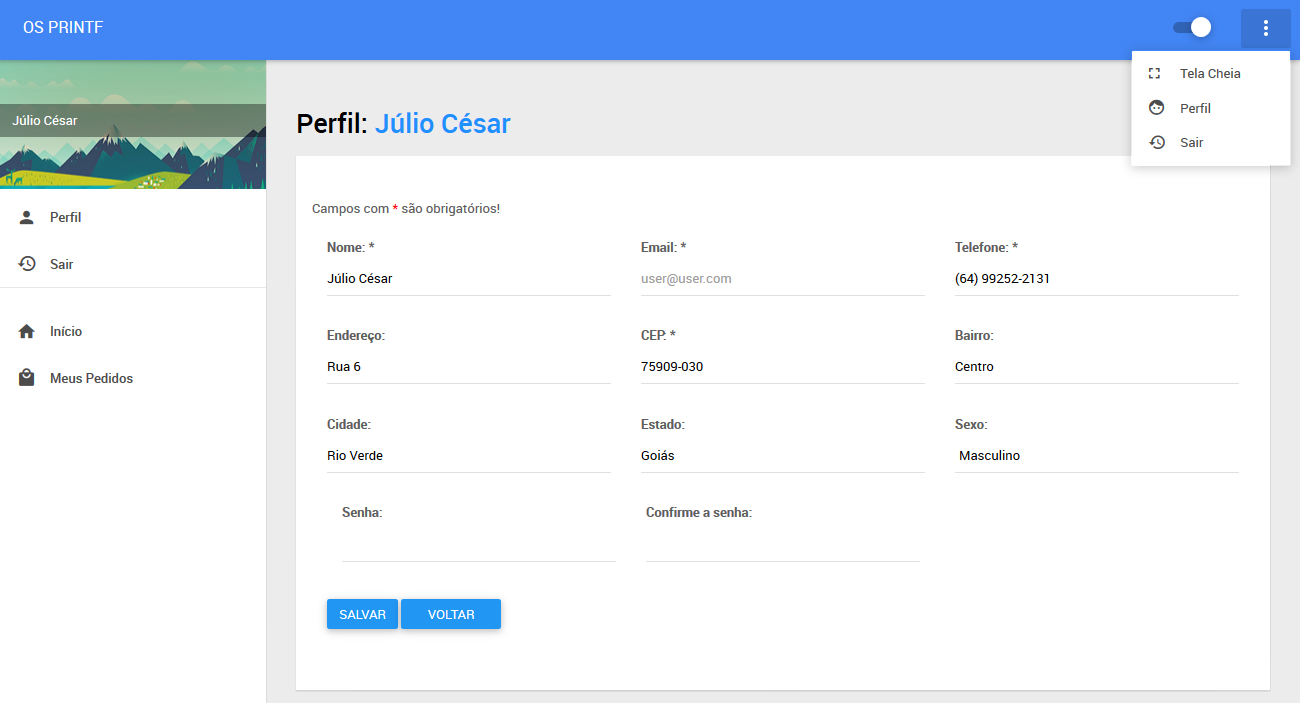 OS PRINTF
Tela Cheia
Perfil
Sair
Júlio César
Perfil
Sair
Início
Meus Pedidos
Perfil: Júlio César
Campos com * são obrigatórios!
Nome: * Email: * Telefone: *
Júlio César user@user.com (64) 99252-2131
Endereço: CEP: * Bairro:
Rua 6 75909-030 Centro
Cidade: Estado: Sexo:
Rio Verde Goiás Masculino
Senha: Confirme a senha:
SALVAR VOLTAR